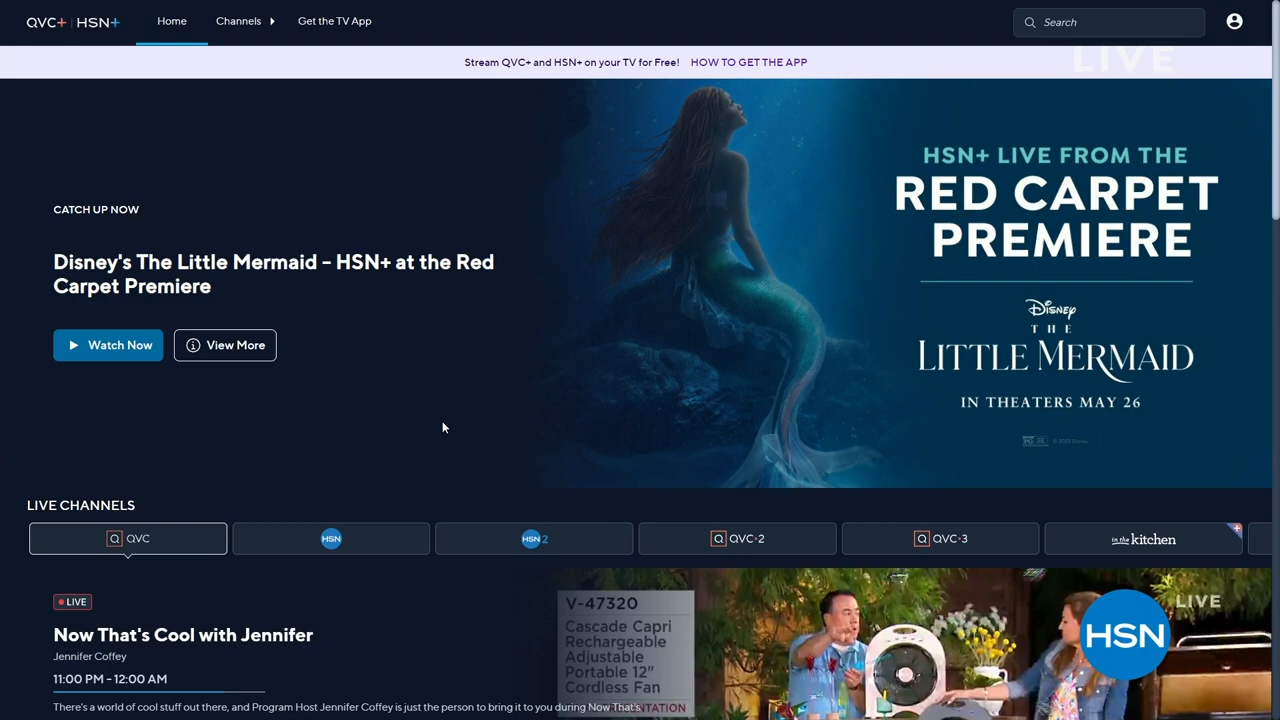 QVC+ | HSN+
Home
Channels
Get the TV App
Search
LIVE
Stream QVC+ and HSN+ on your TV for Free! HOW TO GET THE APP
CATCH UP NOW
Disney's The Little Mermaid - HSN+ at the Red
Carpet Premiere
Watch Now
View More
HSN+ LIVE FROM THE
RED CARPET
PREMIERE
Disney
THE
LITTLE MERMAID
IN THEATERS MAY 26
PG
© 2023 Disney
LIVE CHANNELS
QVC
HSN
HSN 2
QVC•2
QVC•3
in the kitchen
LIVE
Now That's Cool with Jennifer
Jennifer Coffey
11:00 PM - 12:00 AM
There's a world of cool stuff out there, and Program Host Jennifer Coffey is just the person to bring it to you during Now That's
V-47320
Cascade Capri
Rechargeable
Adjustable
Portable 12"
Cordless Fan
LIVE
HSN